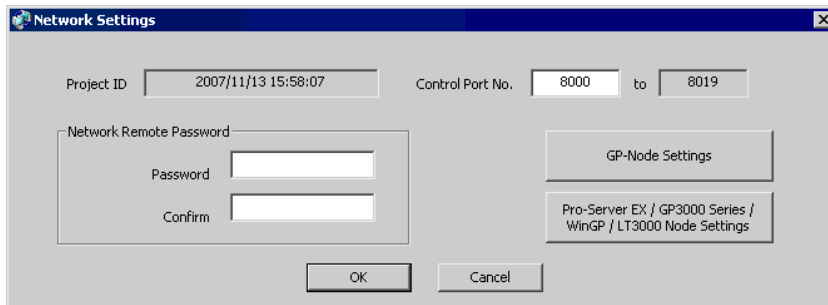 Network Settings
Project ID 2007/11/13 15:58:07 Control Port No. 8000 to 8019
Network Remote Password
Password
Confirm
GP-Node Settings
Pro-Server EX / GP3000 Series /
WinGP / LT3000 Node Settings
OK Cancel